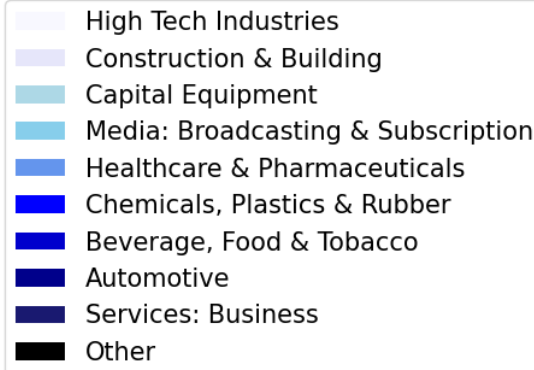 High Tech Industries
Construction & Building
Capital Equipment
Media: Broadcasting & Subscription
Healthcare & Pharmaceuticals
Chemicals, Plastics & Rubber
Beverage, Food & Tobacco
Automotive
Services: Business
Other